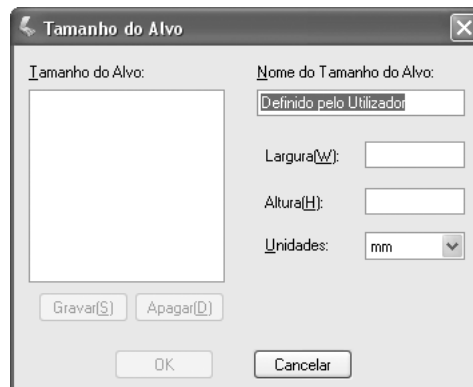 Tamanho do Alvo
Tamanho do Alvo:
Nome do Tamanho do Alvo:
Definido pelo Utilizador
Largura(W):
Altura(H):
Unidades:
mm
Gravar(S)
Apagar(D)
OK
Cancelar